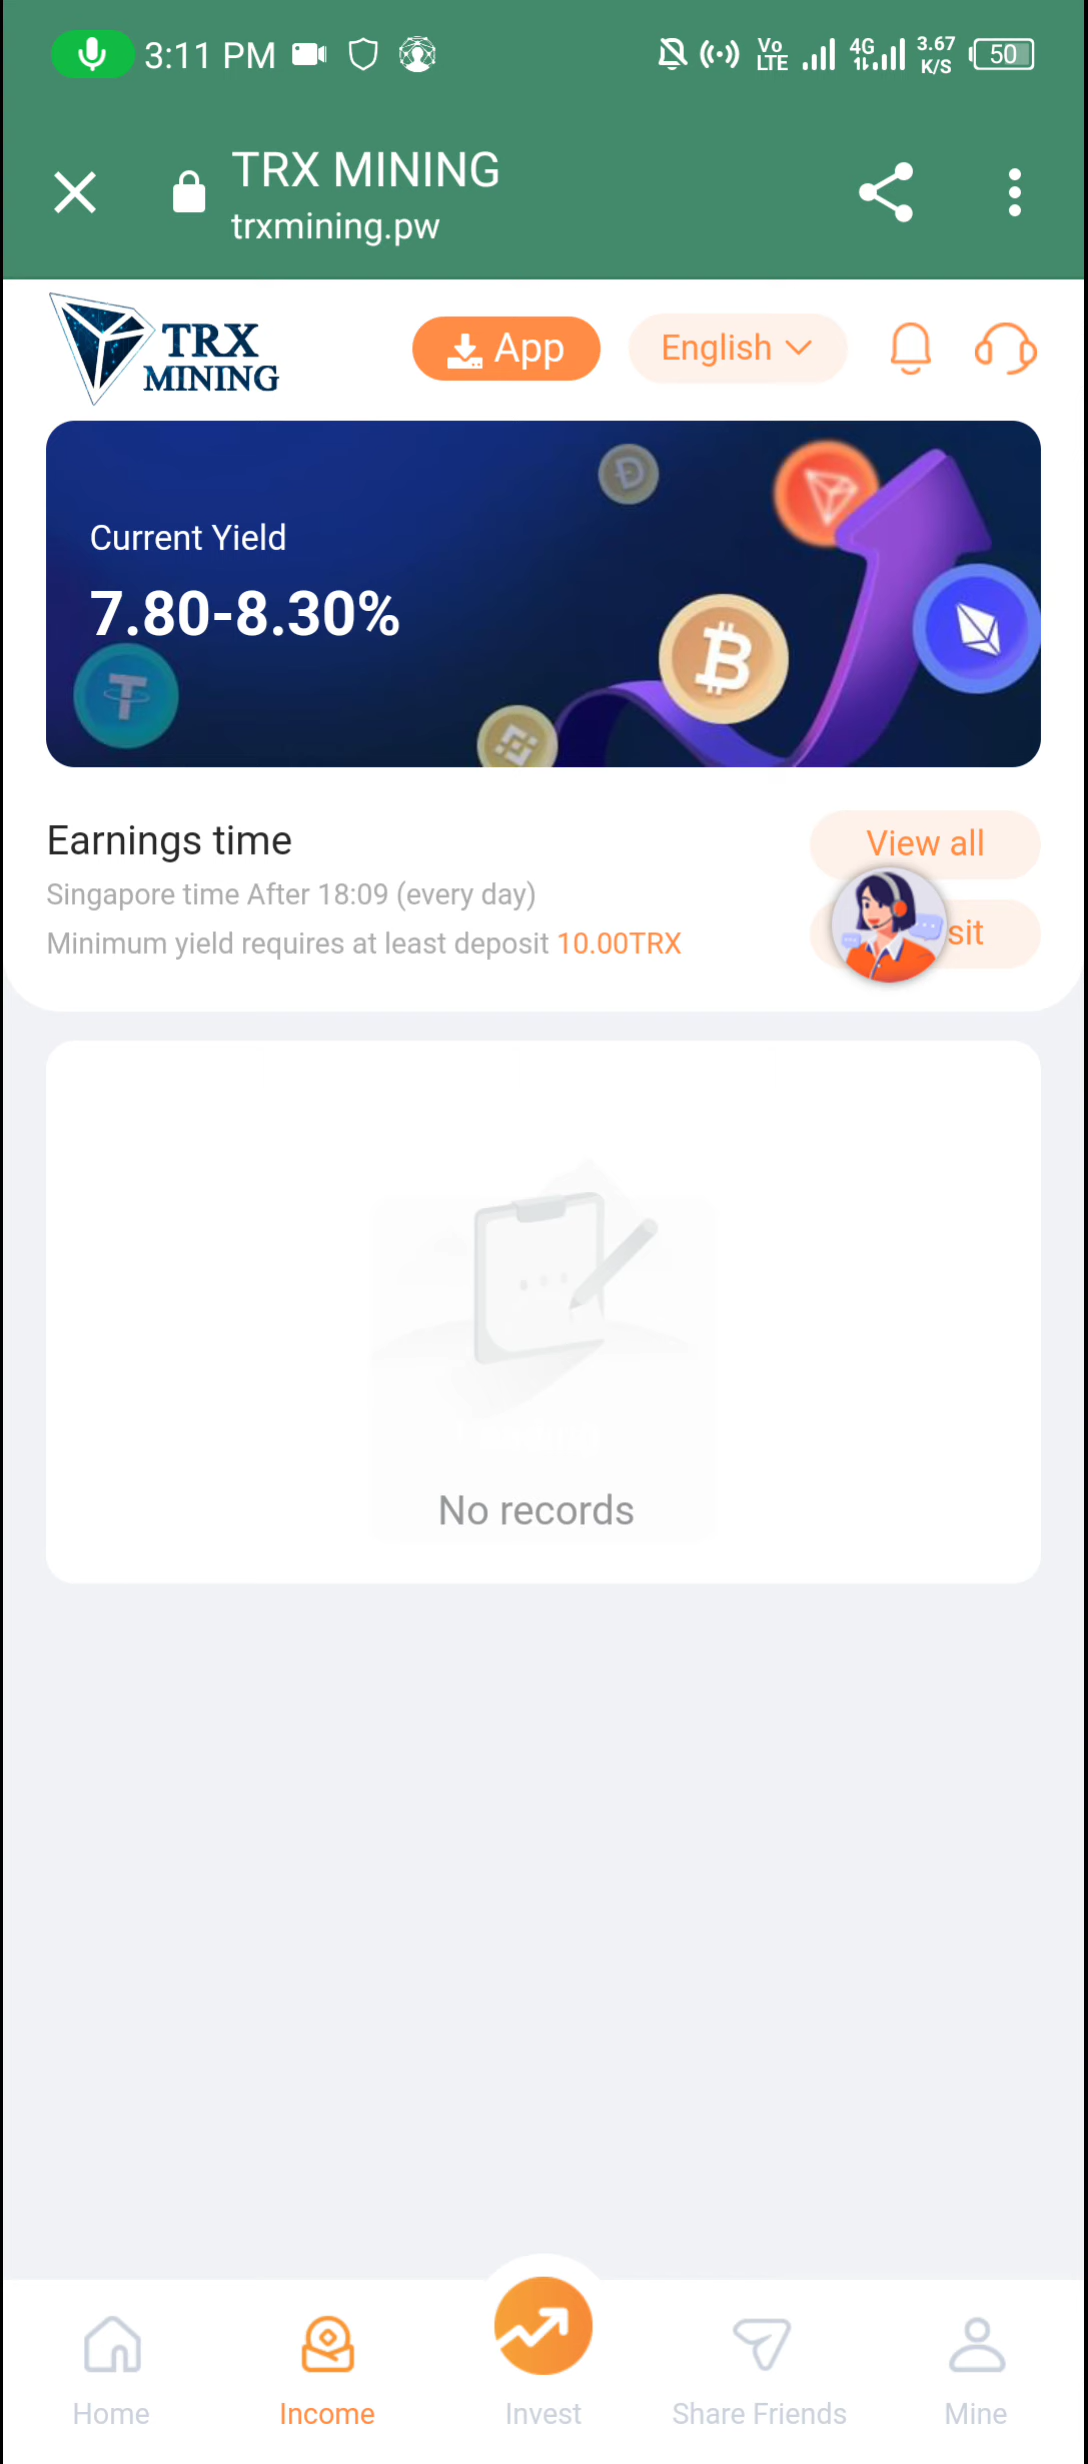 3:11 PM
Vo
LTE
4G
3.67
K/S
50
TRX MINING
trxmining.pw
TRX
MINING
App
English
Current Yield
7.80-8.30%
Earnings time
View all
Singapore time After 18:09 (every day)
sit
Minimum yield requires at least deposit 10.00TRX
No records
Home
Income
Invest
Share Friends
Mine